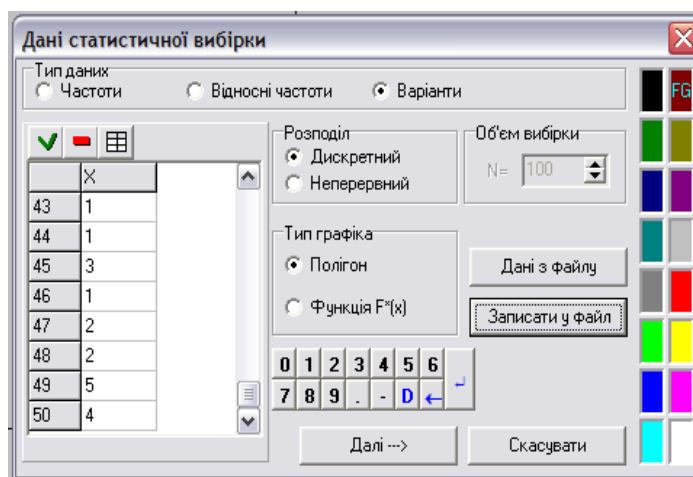 Дані статистичної вибірки
Тип даних
Частоти Відносні частоти Варіанти
FG
X
43 1
44 1
45 3
46 1
47 2
48 2
49 5
50 4
Розподіл
Дискретний
Неперервний
Об'єм вибірки
N= 100
Тип графіка
Полігон
Функція F*(x)
Дані з файлу
Записати у файл
0 1 2 3 4 5 6
7 8 9 . - D ←
Далі --->
Скасувати